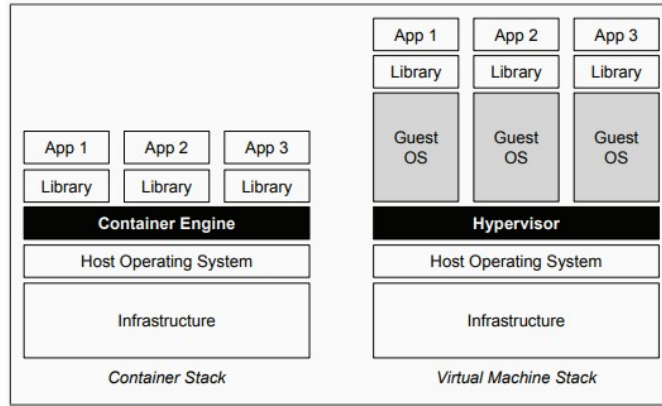 App 1
App 2
App 3
Library
Library
Library
Container Engine
Host Operating System
Infrastructure
Container Stack
App 1
App 2
App 3
Library
Library
Library
Guest
OS
Guest
OS
Guest
OS
Hypervisor
Host Operating System
Infrastructure
Virtual Machine Stack